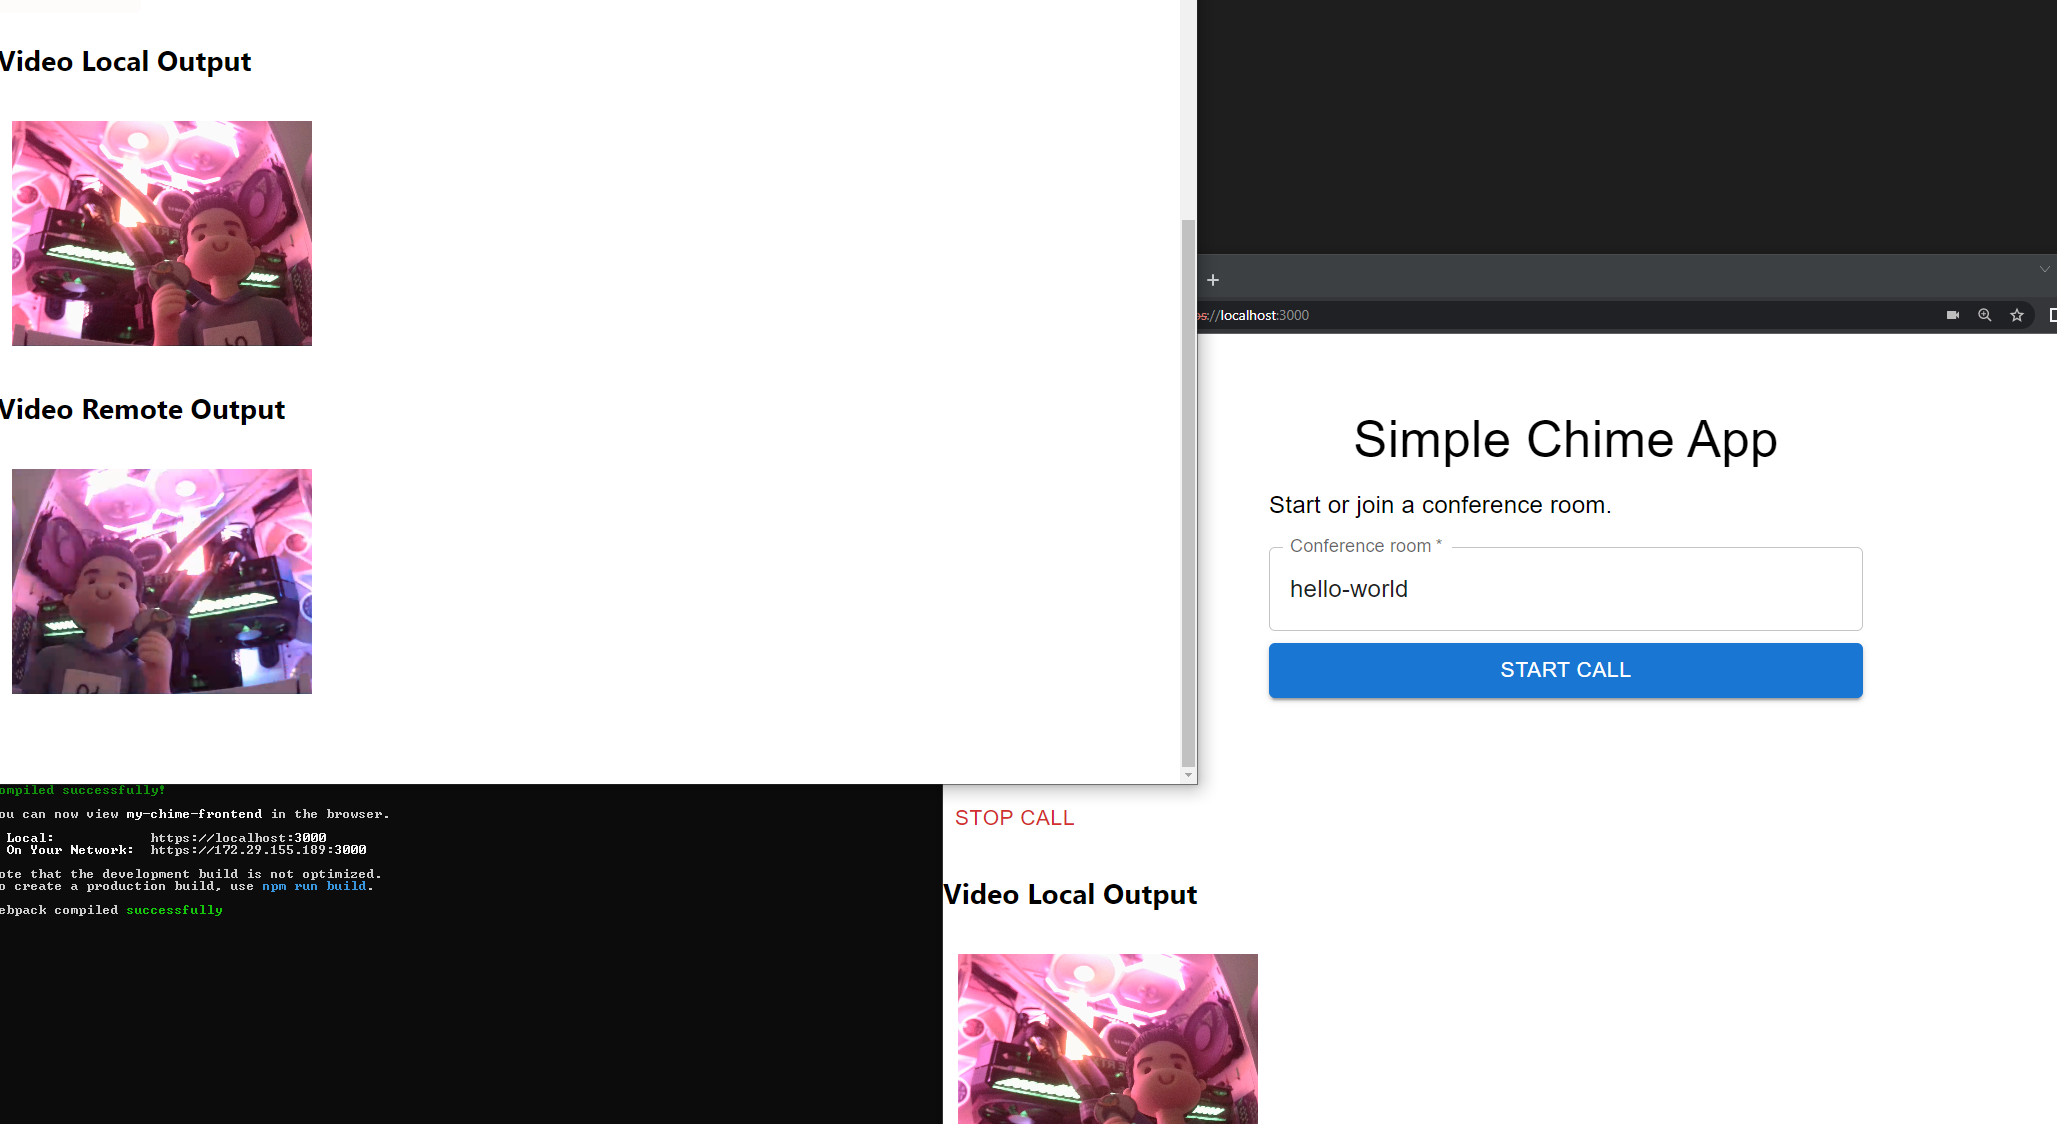 Video Local Output
Video Remote Output
+
://localhost:3000
Simple Chime App
Start or join a conference room.
Conference room *
hello-world
START CALL
ompiled successfully!
ou can now view my-chime-frontend in the browser.
Local: https://localhost:3000
On Your Network: https://172.29.155.189:3000
ote that the development build is not optimized.
o create a production build, use npm run build.
ebpack compiled successfully
STOP CALL
Video Local Output